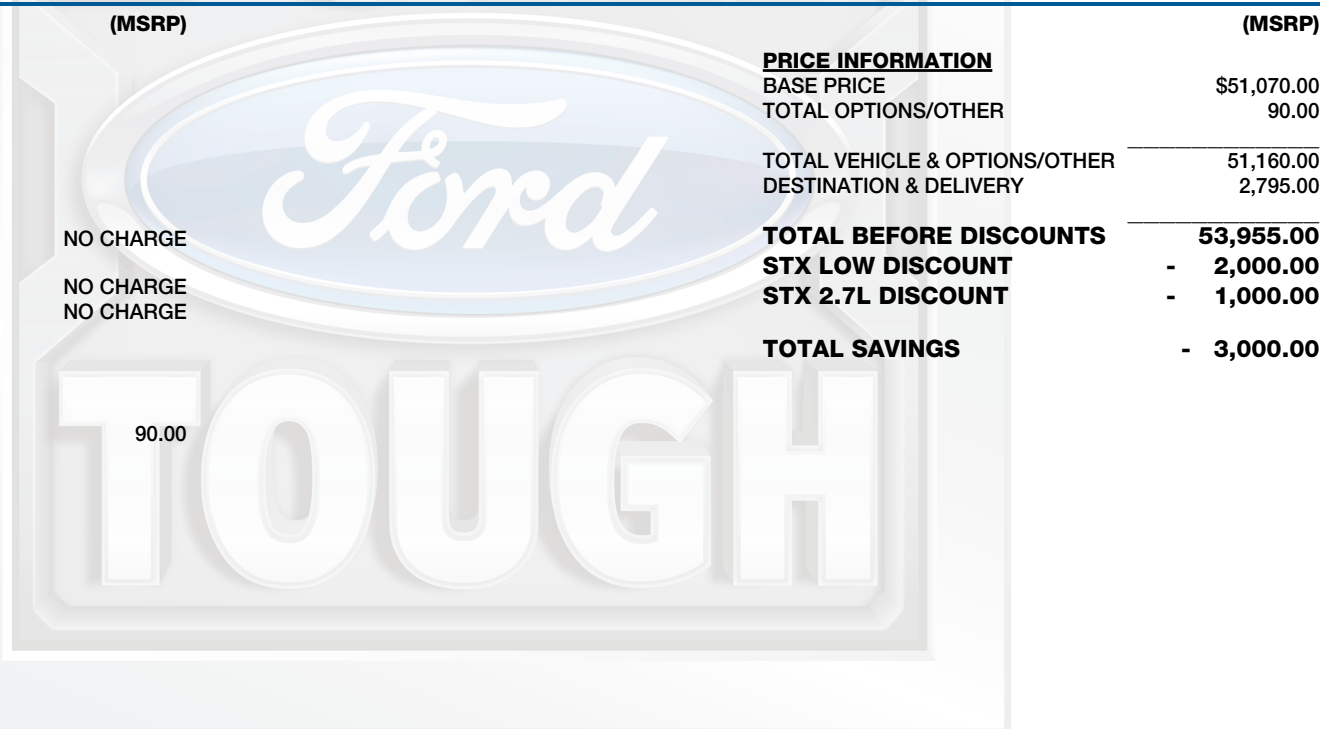 (MSRP)
NO CHARGE
NO CHARGE
NO CHARGE
90.00
Ford
TOUGH
(MSRP)
PRICE INFORMATION
BASE PRICE $51,070.00
TOTAL OPTIONS/OTHER 90.00
TOTAL VEHICLE & OPTIONS/OTHER 51,160.00
DESTINATION & DELIVERY 2,795.00
TOTAL BEFORE DISCOUNTS 53,955.00
STX LOW DISCOUNT - 2,000.00
STX 2.7L DISCOUNT - 1,000.00
TOTAL SAVINGS - 3,000.00